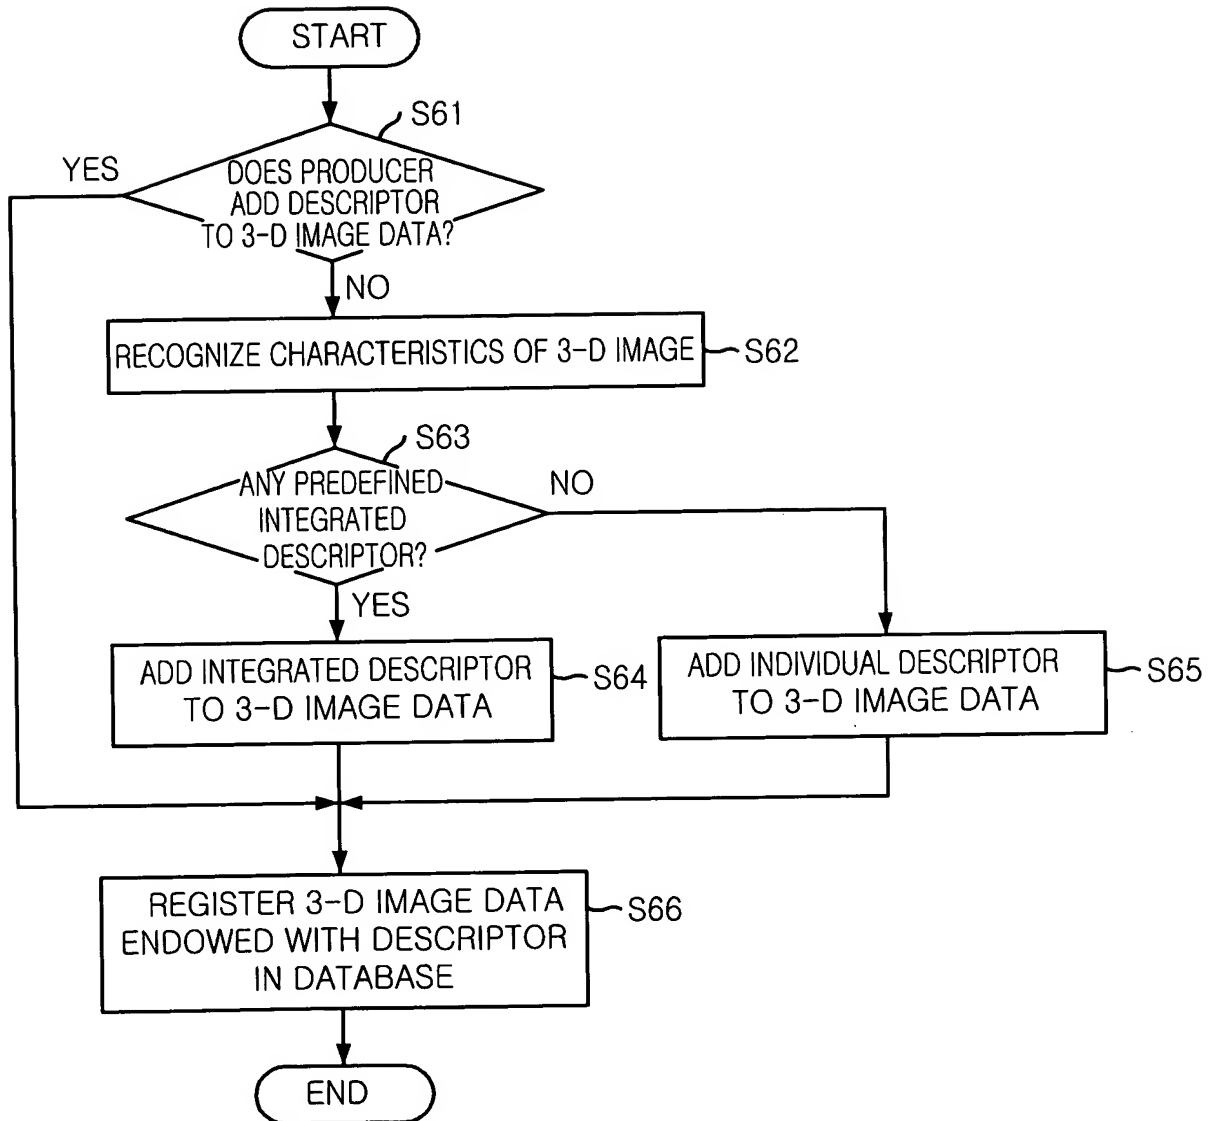 START
S61
YES
DOES PRODUCER
ADD DESCRIPTOR
TO 3-D IMAGE DATA?
NO
RECOGNIZE CHARACTERISTICS OF 3-D IMAGE
S62
S63
ANY PREDEFINED
INTEGRATED
DESCRIPTOR?
NO
YES
ADD INTEGRATED DESCRIPTOR
TO 3-D IMAGE DATA
S64
ADD INDIVIDUAL DESCRIPTOR
TO 3-D IMAGE DATA
S65
REGISTER 3-D IMAGE DATA
ENDOWED WITH DESCRIPTOR
IN DATABASE
S66
END